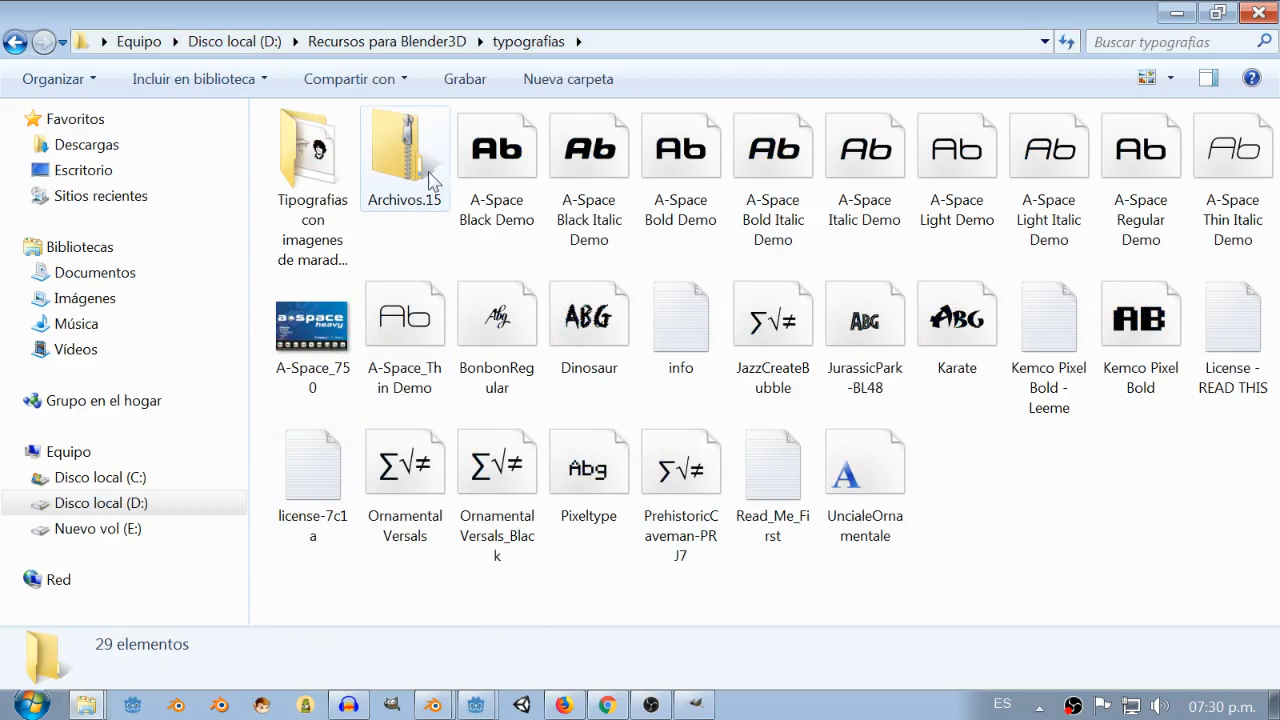 Equipo Disco local (D:) Recursos para Blender3D typografias Buscar typografias
Organizar Incluir en biblioteca Compartir con Grabar Nueva carpeta
Favoritos
Descargas
Escritorio
Sitios recientes
Bibliotecas
Documentos
Imágenes
Música
Vídeos
Grupo en el hogar
Equipo
Disco local (C:)
Disco local (D:)
Nuevo vol (E:)
Red
Tipografias
con
imagenes
de marad...
Archivos.15
Ab
A-Space
Black Demo
Ab
A-Space
Black Italic
Demo
Ab
A-Space
Bold Demo
Ab
A-Space
Bold Italic
Demo
Ab
A-Space
Italic Demo
Ab
A-Space
Light Demo
Ab
A-Space
Light Italic
Demo
Ab
A-Space
Regular
Demo
Ab
A-Space
Thin Italic
Demo
a-space
heavy
A-Space_75
0
Ab
A-Space_Th
in Demo
Abg
BonbonReg
ular
ABG
Dinosaur
info
∑√≠
JazzCreateB
ubble
ABG
JurassicPark
-BL48
ABG
Karate
Kemco Pixel
Bold -
Leeme
AB
Kemco Pixel
Bold
License -
READ THIS
license-7c1
a
∑√≠
Ornamental
Versals
∑√≠
Ornamental
Versals_Blac
k
Abg
Pixeltype
∑√≠
PrehistoricC
aveman-PR
J7
Read_Me_Fi
rst
A
UncialeOrna
mentale
29 elementos
ES 07:30 p.m.